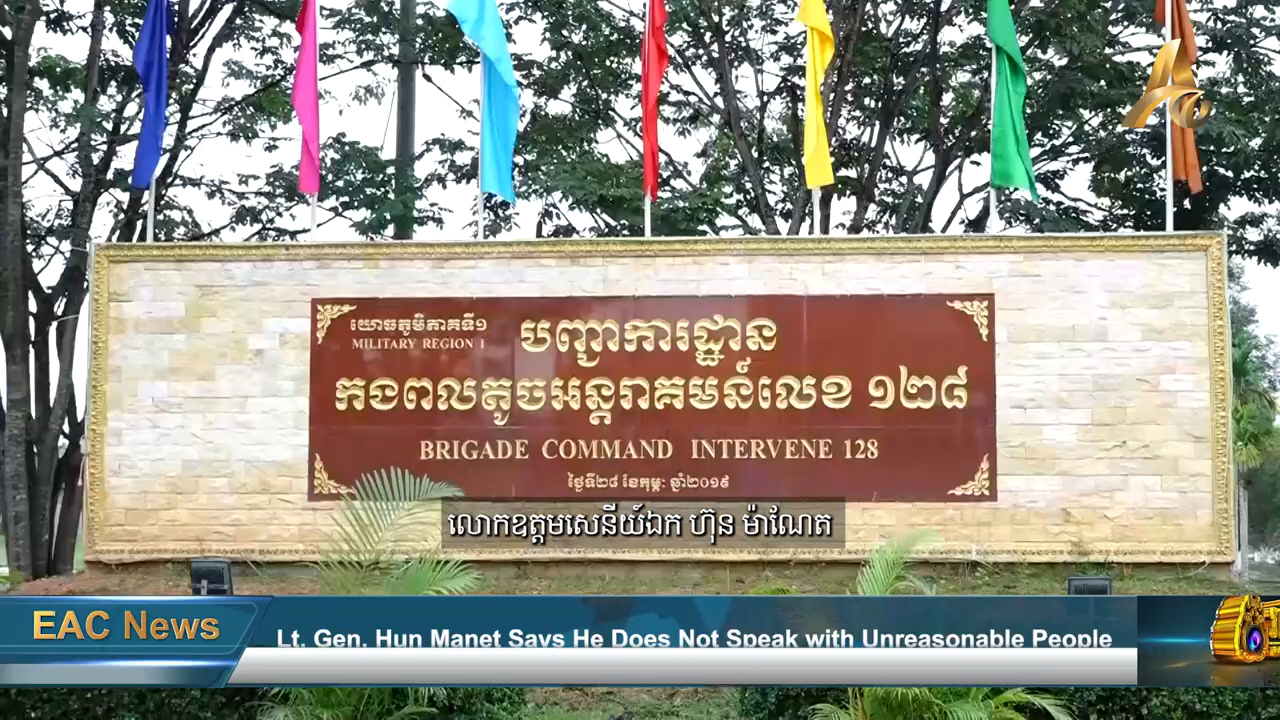 យោធភូមិភាគទី១
MILITARY REGION 1
បញ្ជាការដ្ឋាន
កងពលតូចអន្តរាគមន៍លេខ ១២៨
BRIGADE COMMAND INTERVENE 128
ថ្ងៃទី២៨ ខែកុម្ភៈ ឆ្នាំ២០១៩
លោកឧត្តមសេនីយ៍ឯក ហ៊ុន ម៉ាណែត
EAC News
Lt. Gen. Hun Manet Says He Does Not Speak with Unreasonable People